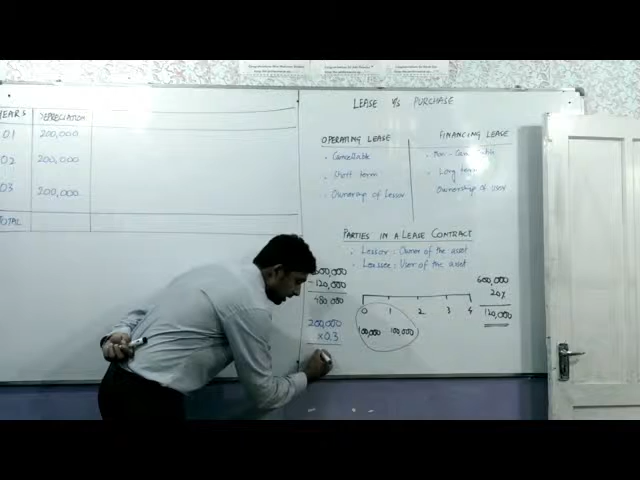 YEARS DEPRECIATION
01 200,000
02 200,000
03 200,000
TOTAL
LEASE VS PURCHASE
OPERATING LEASE FINANCING LEASE
Cancellable Non-Cancellable
Short term Long term
Ownership of Lessor Ownership of User
PARTIES IN A LEASE CONTRACT
Lessor: Owner of the asset
Leassee: User of the asset
600,000
-120,000
480,000
0 1 2 3 4
100,000 100,000
600,000
20%
120,000
200,000
×0.3